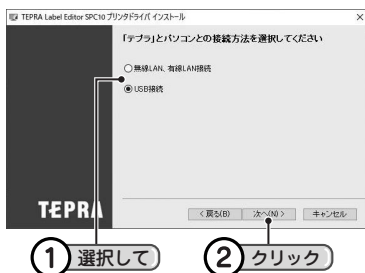 TEPRA Label Editor SPC10 プリンタドライバ インストール
「テプラ」とパソコンとの接続方法を選択してください
無線LAN、有線LAN接続
USB接続
TEPRA
< 戻る(B)
次へ(N) >
キャンセル
1 選択して
2 クリック